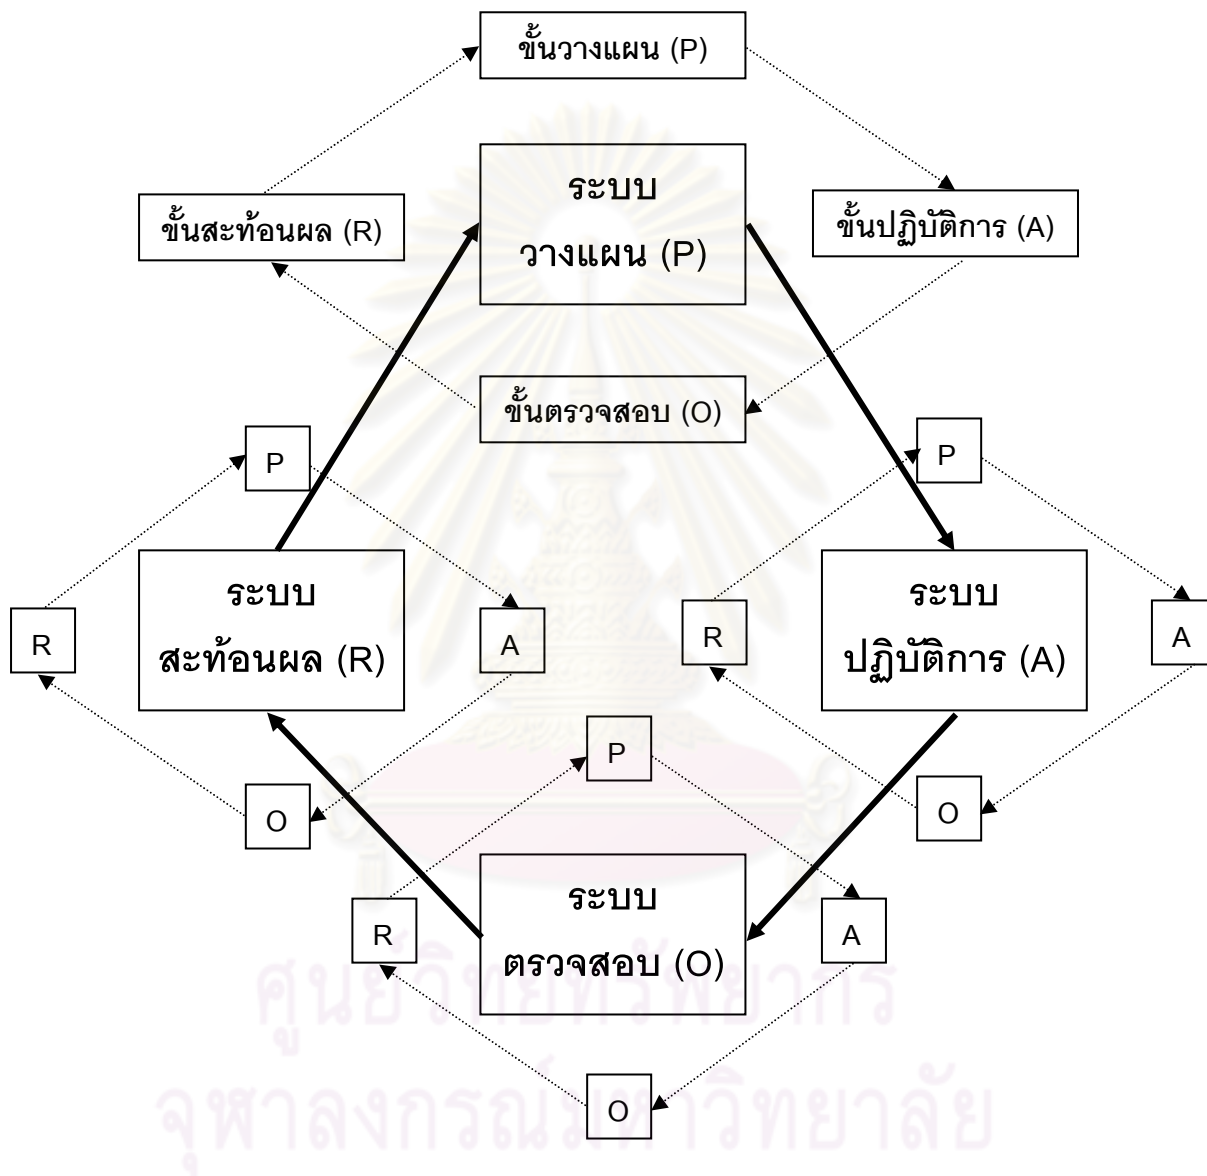 ขั้นวางแผน (P)
ระบบ
วางแผน (P)
ขั้นสะท้อนผล (R)
ขั้นปฏิบัติการ (A)
ขั้นตรวจสอบ (O)
P
P
ระบบ
สะท้อนผล (R)
ระบบ
ปฏิบัติการ (A)
R
A
R
A
P
O
O
ระบบ
ตรวจสอบ (O)
R
A
O
ศูนย์วิทยทรัพยากร
จุฬาลงกรณ์มหาวิทยาลัย